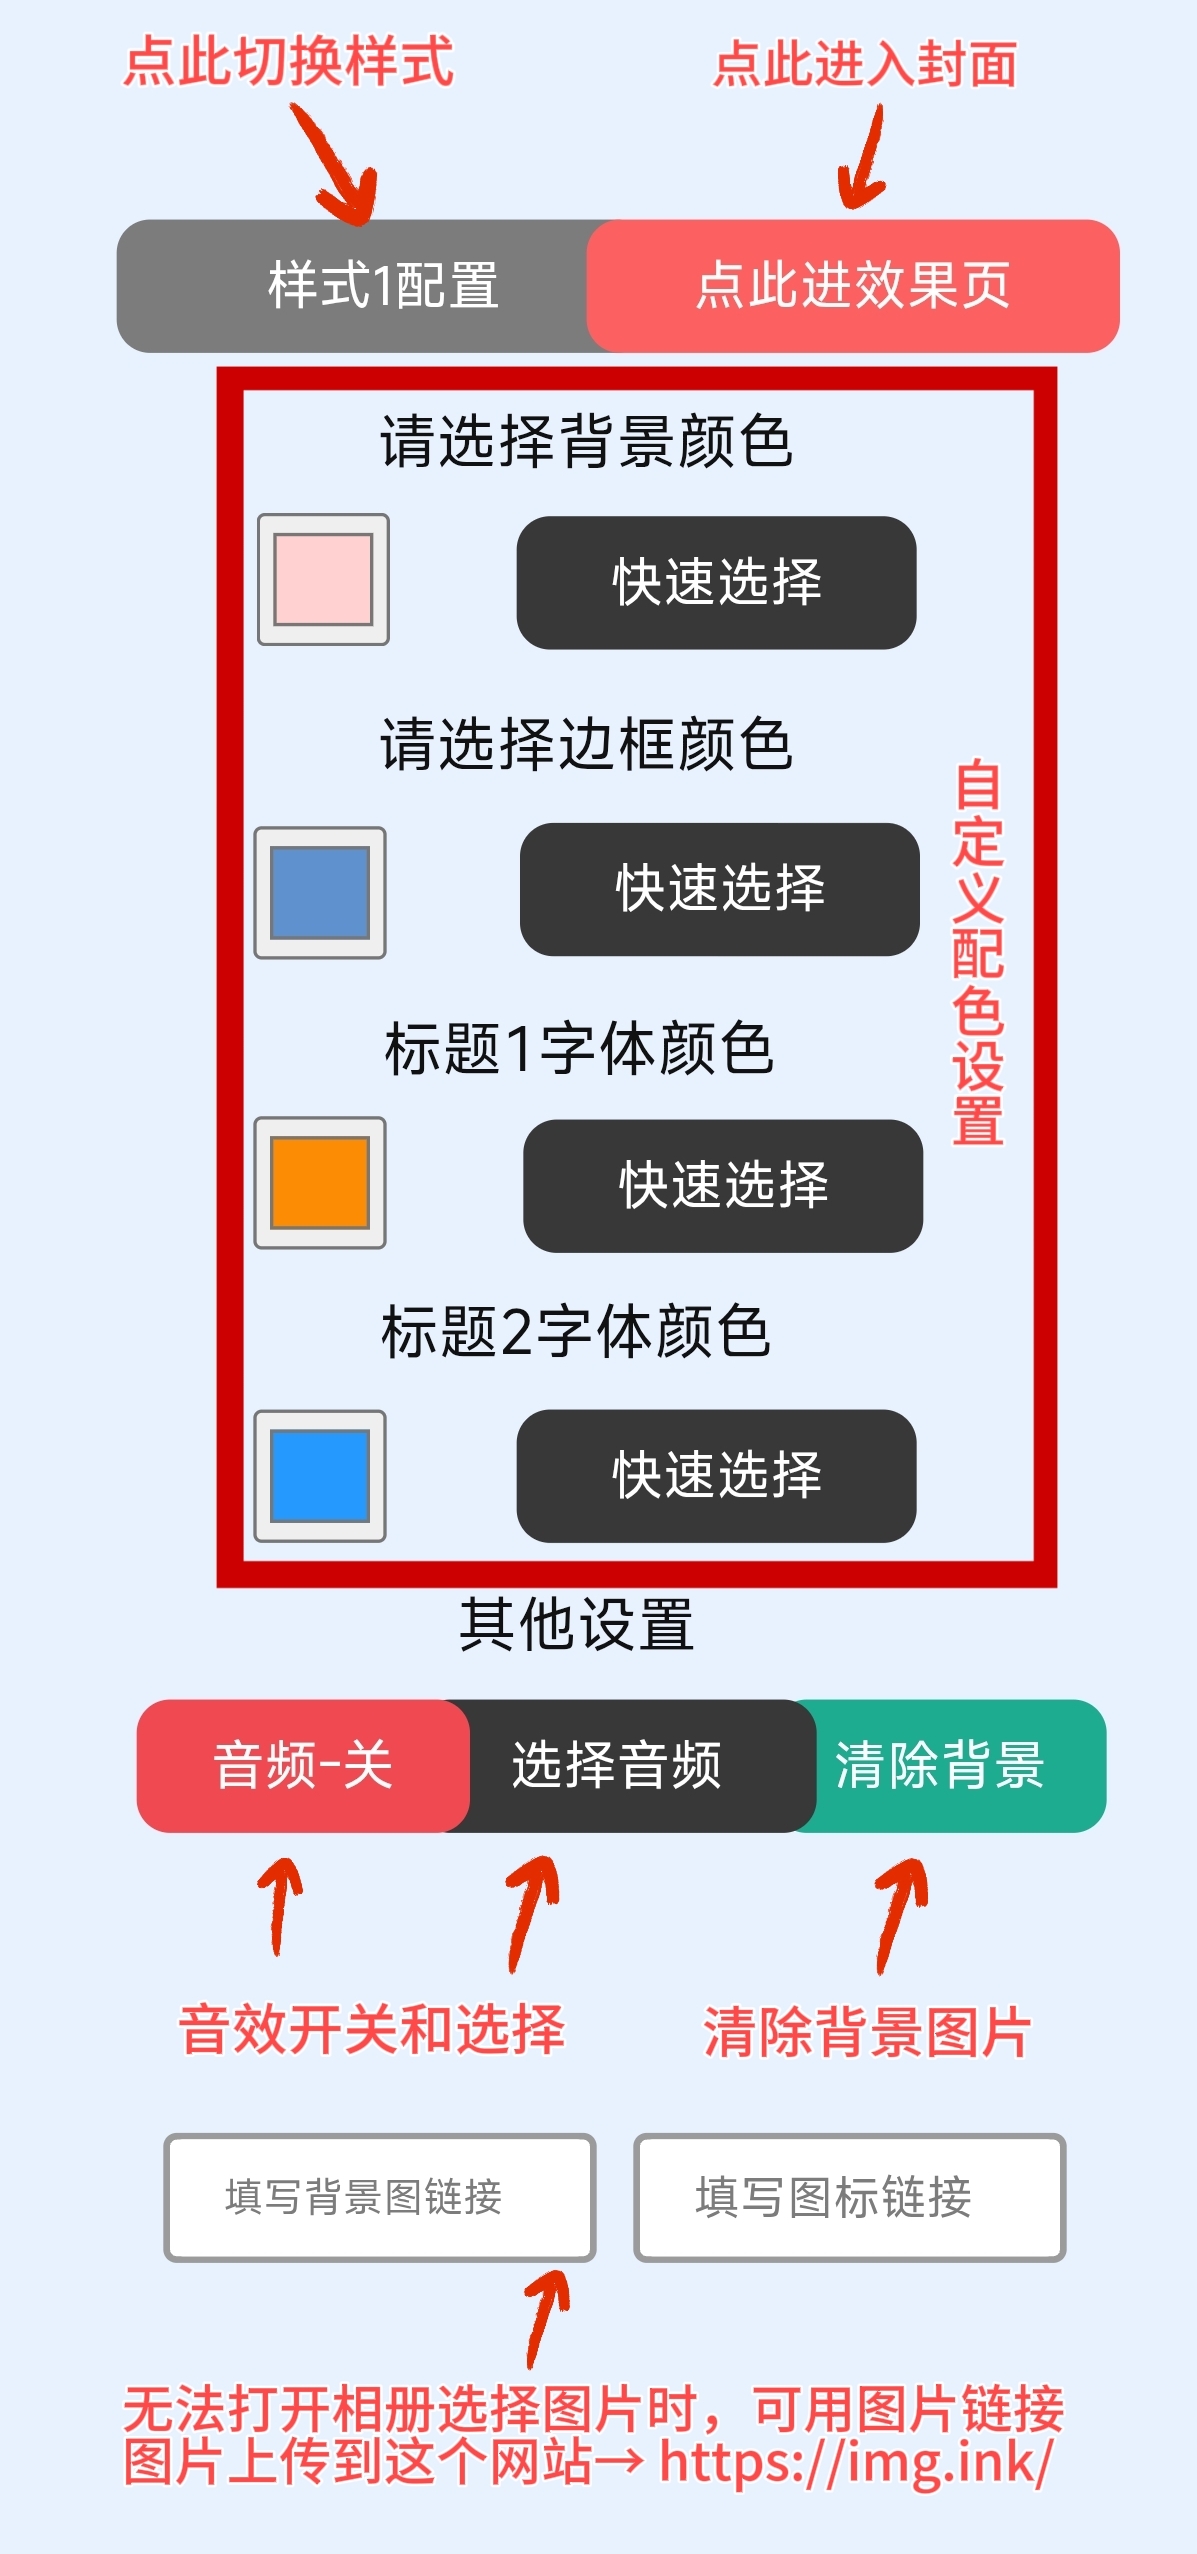 点此切换样式
点此进入封面
样式1配置
点此进效果页
请选择背景颜色
快速选择
请选择边框颜色
快速选择
标题1字体颜色
快速选择
标题2字体颜色
快速选择
自定义配色设置
其他设置
音频-关
选择音频
清除背景
音效开关和选择
清除背景图片
填写背景图链接
填写图标链接
无法打开相册选择图片时，可用图片链接
图片上传到这个网站→ https://img.ink/